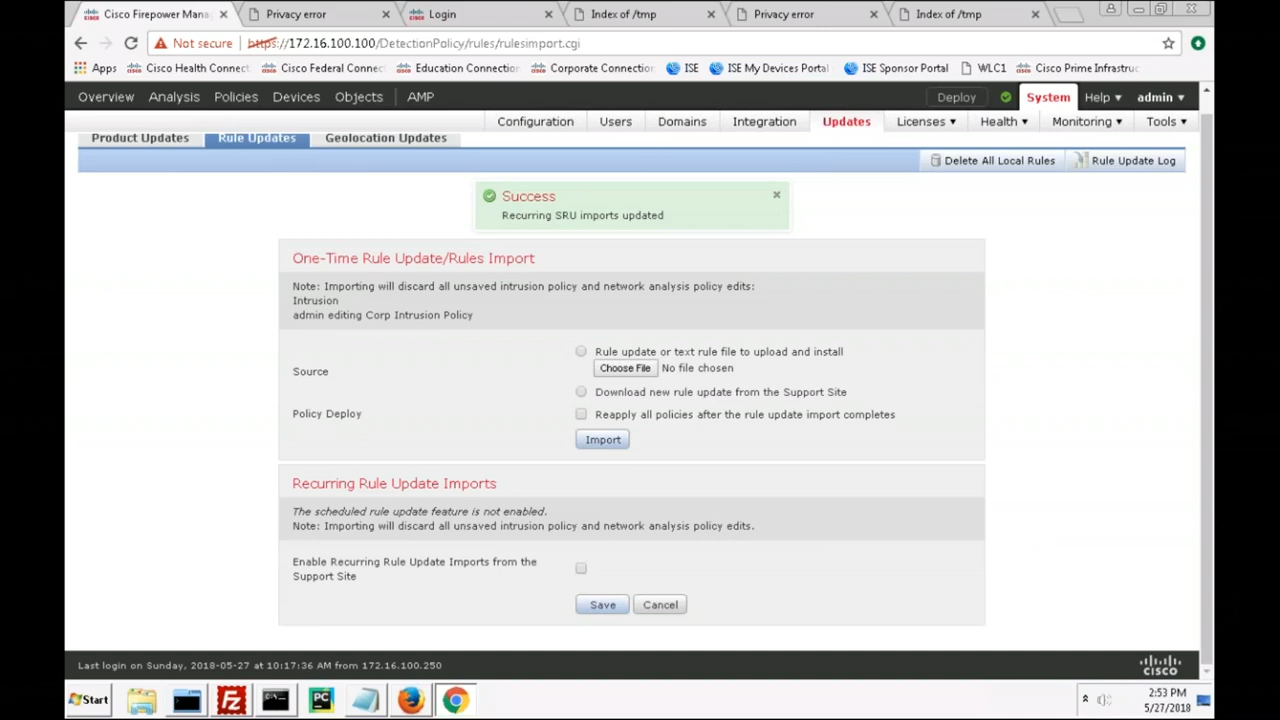 Cisco Firepower Mana
Privacy error
Login
Index of /tmp
Privacy error
Index of /tmp
Not secure https://172.16.100.100/DetectionPolicy/rules/rulesimport.cgi
Apps Cisco Health Connect Cisco Federal Connec Education Connection Corporate Connection ISE ISE My Devices Portal ISE Sponsor Portal WLC1 Cisco Prime Infrastruc
Overview Analysis Policies Devices Objects AMP Deploy System Help admin
Configuration Users Domains Integration Updates Licenses Health Monitoring Tools
Product Updates Rule Updates Geolocation Updates
Delete All Local Rules Rule Update Log
Success
Recurring SRU imports updated
One-Time Rule Update/Rules Import
Note: Importing will discard all unsaved intrusion policy and network analysis policy edits:
Intrusion
admin editing Corp Intrusion Policy
Source
Rule update or text rule file to upload and install
Choose File No file chosen
Download new rule update from the Support Site
Policy Deploy
Reapply all policies after the rule update import completes
Import
Recurring Rule Update Imports
The scheduled rule update feature is not enabled.
Note: Importing will discard all unsaved intrusion policy and network analysis policy edits.
Enable Recurring Rule Update Imports from the
Support Site
Save Cancel
Last login on Sunday, 2018-05-27 at 10:17:36 AM from 172.16.100.250
CISCO
Start
FZ
PC
2:53 PM
5/27/2018